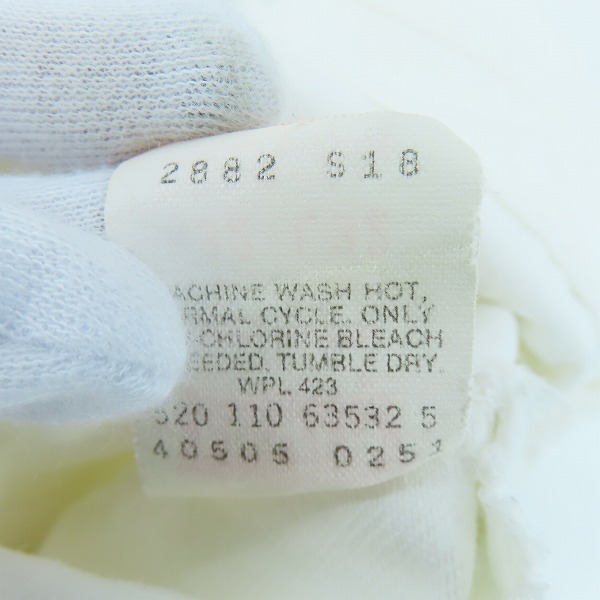 2882 S18
ACHINE WASH HOT,
RMAL CYCLE. ONLY
CHLORINE BLEACH
EEDED. TUMBLE DRY.
WPL 423
520 110 63532 5
40505 0251